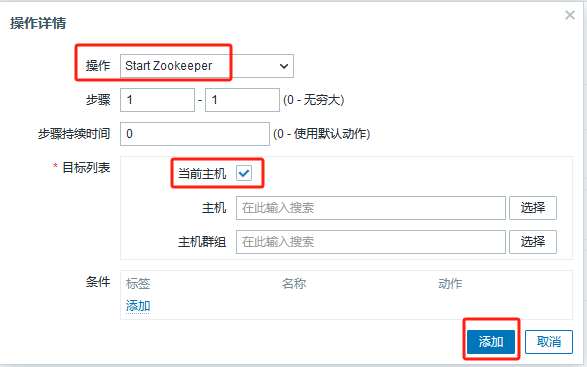 操作详情
操作 Start Zookeeper
步骤 1 - 1 (0 - 无穷大)
步骤持续时间 0 (0 - 使用默认动作)
* 目标列表 当前主机
主机 在此输入搜索 选择
主机群组 在此输入搜索 选择
条件 标签 名称 动作
添加
添加 取消